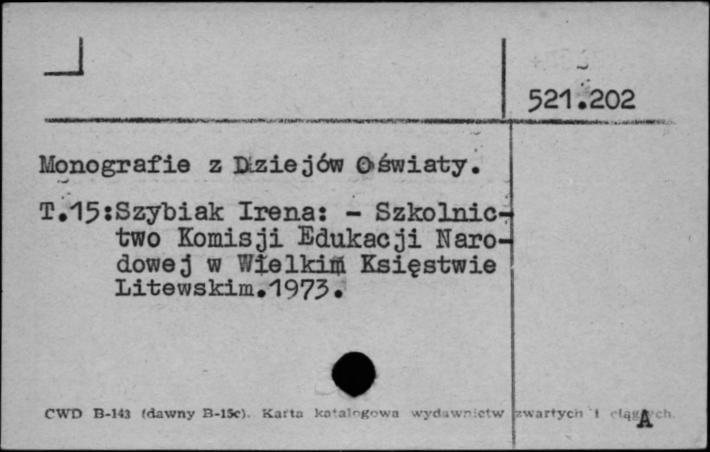 521.202
Monografie z Dziejów Oświaty.
T.15:Szybiak Irena: - Szkolnic-
two Komisji Edukacji Naro-
dowej w Wielkim Księstwie
Litewskim.1973.
CWD B-143 (dawny B-15c). Karta katalogowa wydawnictw zwartych i ciągłych.
A